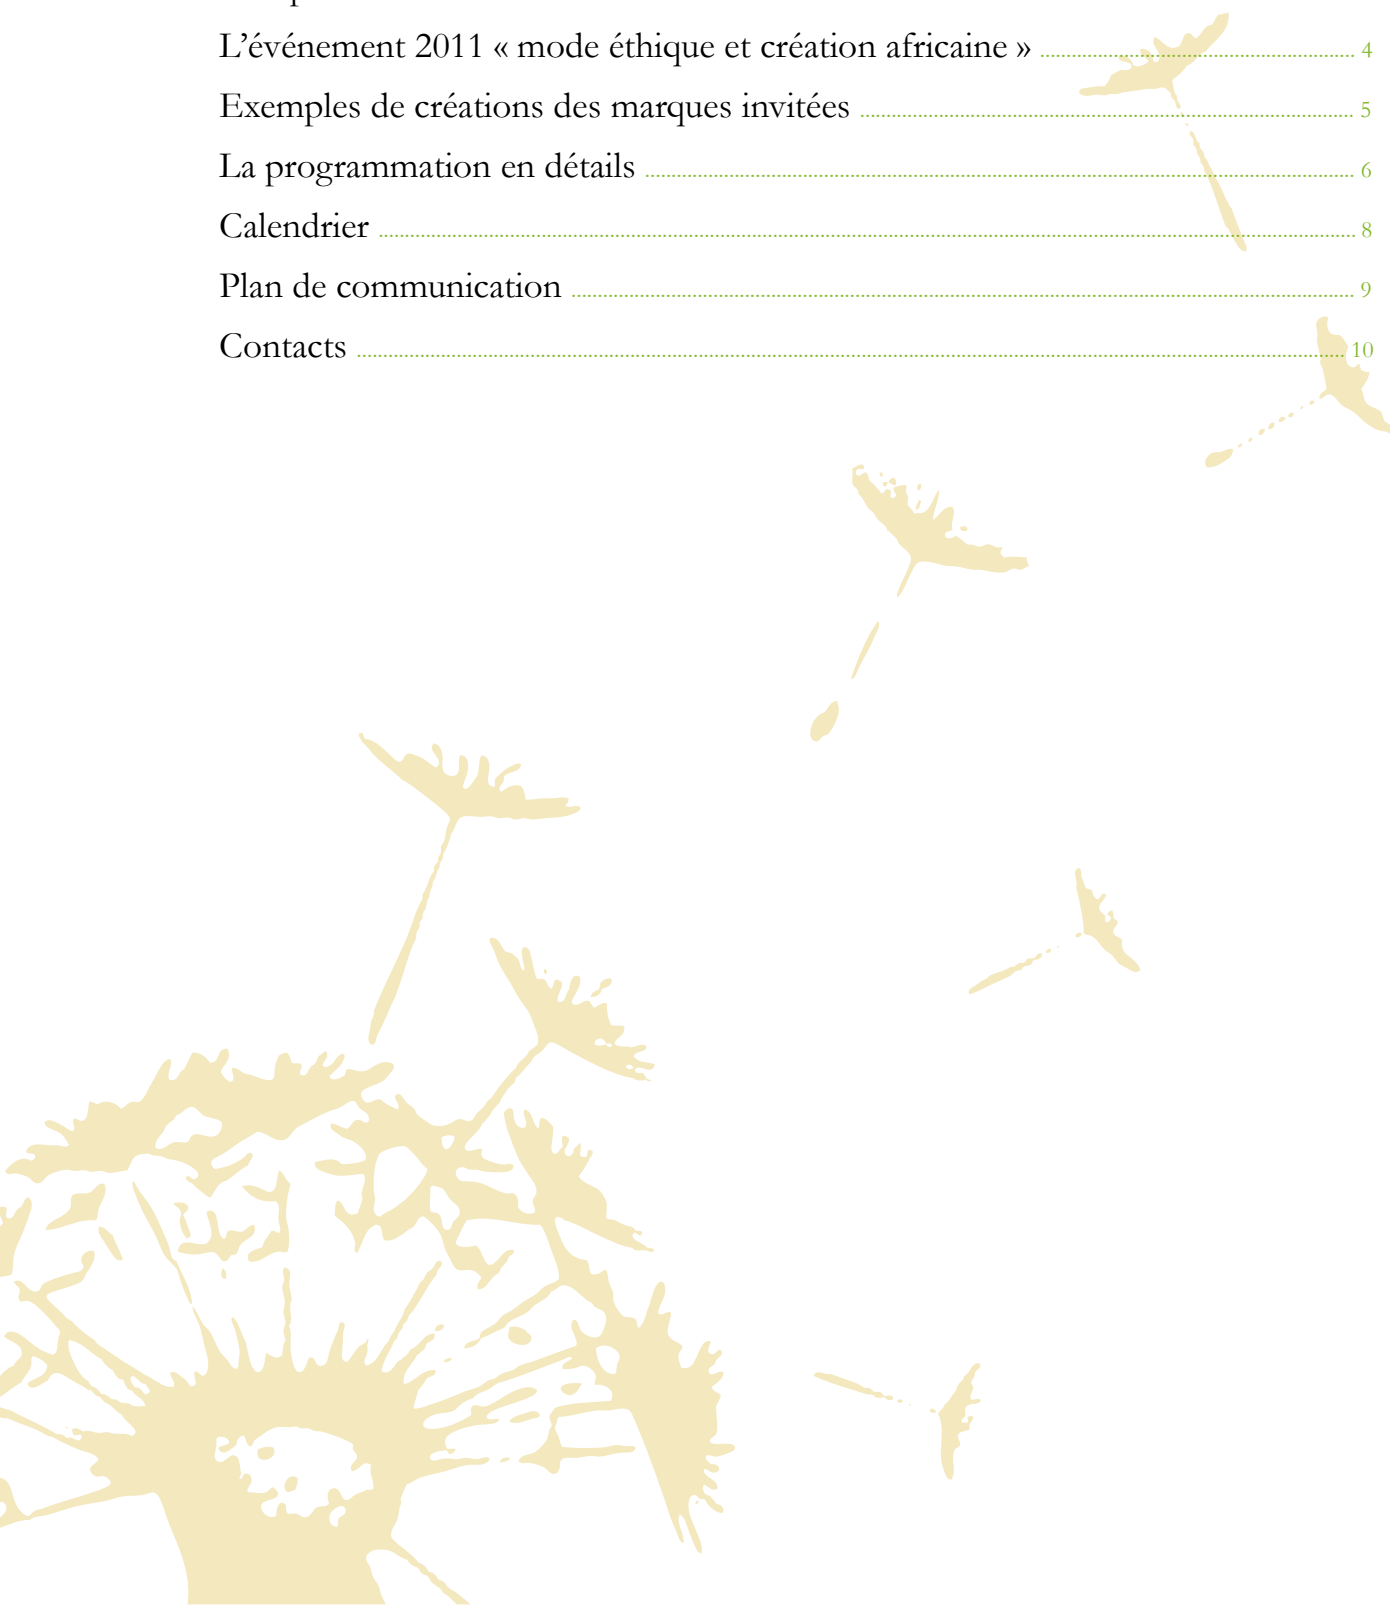 L’événement 2011 « mode éthique et création africaine » 4
Exemples de créations des marques invitées 5
La programmation en détails 6
Calendrier 8
Plan de communication 9
Contacts 10